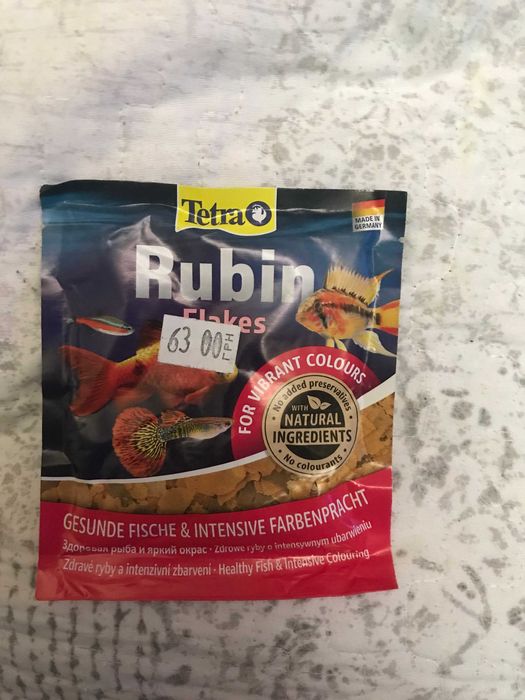 Tetra
MADE IN
GERMANY
Rubin
Flakes
63 00 ГРН
FOR VIBRANT COLOURS
No added preservatives
WITH
NATURAL
INGREDIENTS
No colourants
GESUNDE FISCHE & INTENSIVE FARBENPRACHT
Здоровая рыба и яркий окрас · Zdrowe ryby o intensywnym ubarwieniu
Zdravé ryby a intenzivní zbarvení · Healthy Fish & Intensive Colouring